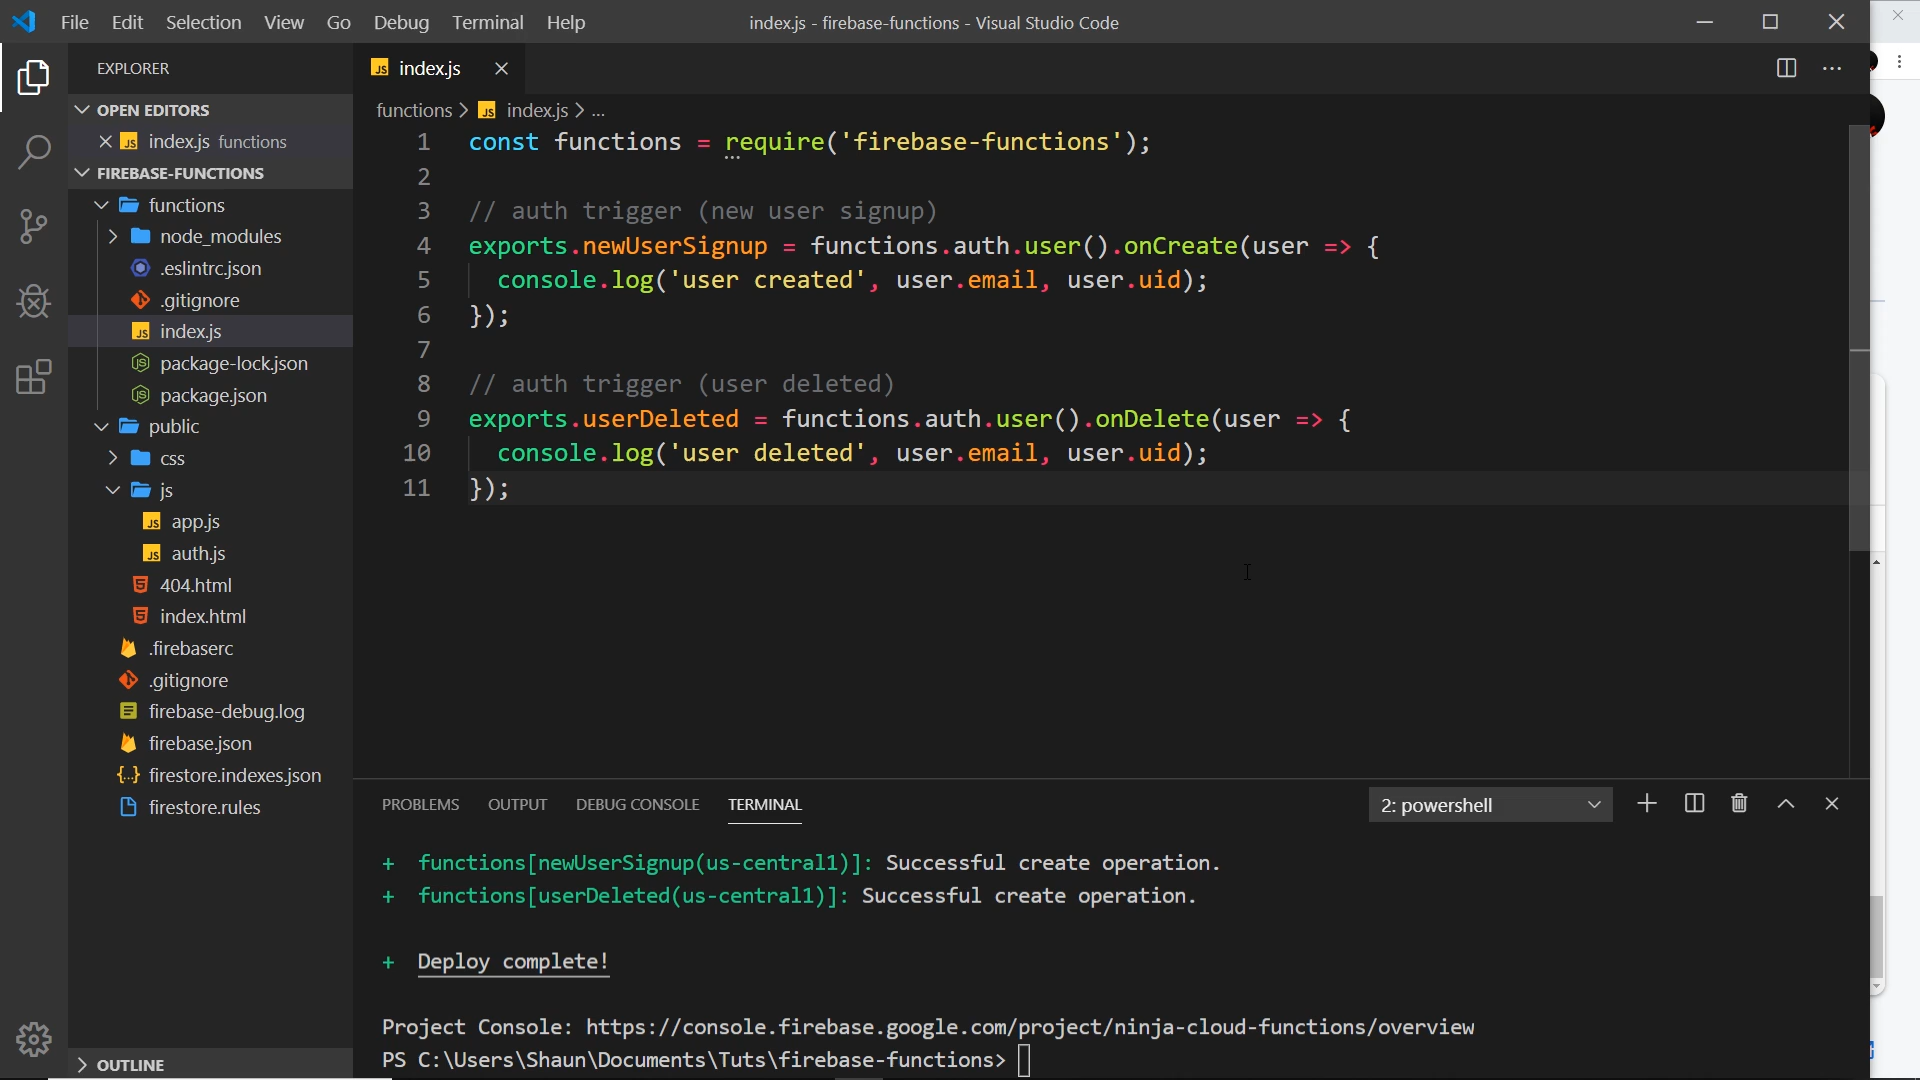 File Edit Selection View Go Debug Terminal Help
index.js - firebase-functions - Visual Studio Code
EXPLORER
OPEN EDITORS
index.js functions
FIREBASE-FUNCTIONS
functions
node_modules
.eslintrc.json
.gitignore
index.js
package-lock.json
package.json
public
css
js
app.js
auth.js
404.html
index.html
.firebaserc
.gitignore
firebase-debug.log
firebase.json
firestore.indexes.json
firestore.rules
OUTLINE
index.js
functions > index.js > ...
1 const functions = require('firebase-functions');
2
3 // auth trigger (new user signup)
4 exports.newUserSignup = functions.auth.user().onCreate(user => {
5 console.log('user created', user.email, user.uid);
6 });
7
8 // auth trigger (user deleted)
9 exports.userDeleted = functions.auth.user().onDelete(user => {
10 console.log('user deleted', user.email, user.uid);
11 });
PROBLEMS OUTPUT DEBUG CONSOLE TERMINAL
2: powershell
+ functions[newUserSignup(us-central1)]: Successful create operation.
+ functions[userDeleted(us-central1)]: Successful create operation.
+ Deploy complete!
Project Console: https://console.firebase.google.com/project/ninja-cloud-functions/overview
PS C:\Users\Shaun\Documents\Tuts\firebase-functions>